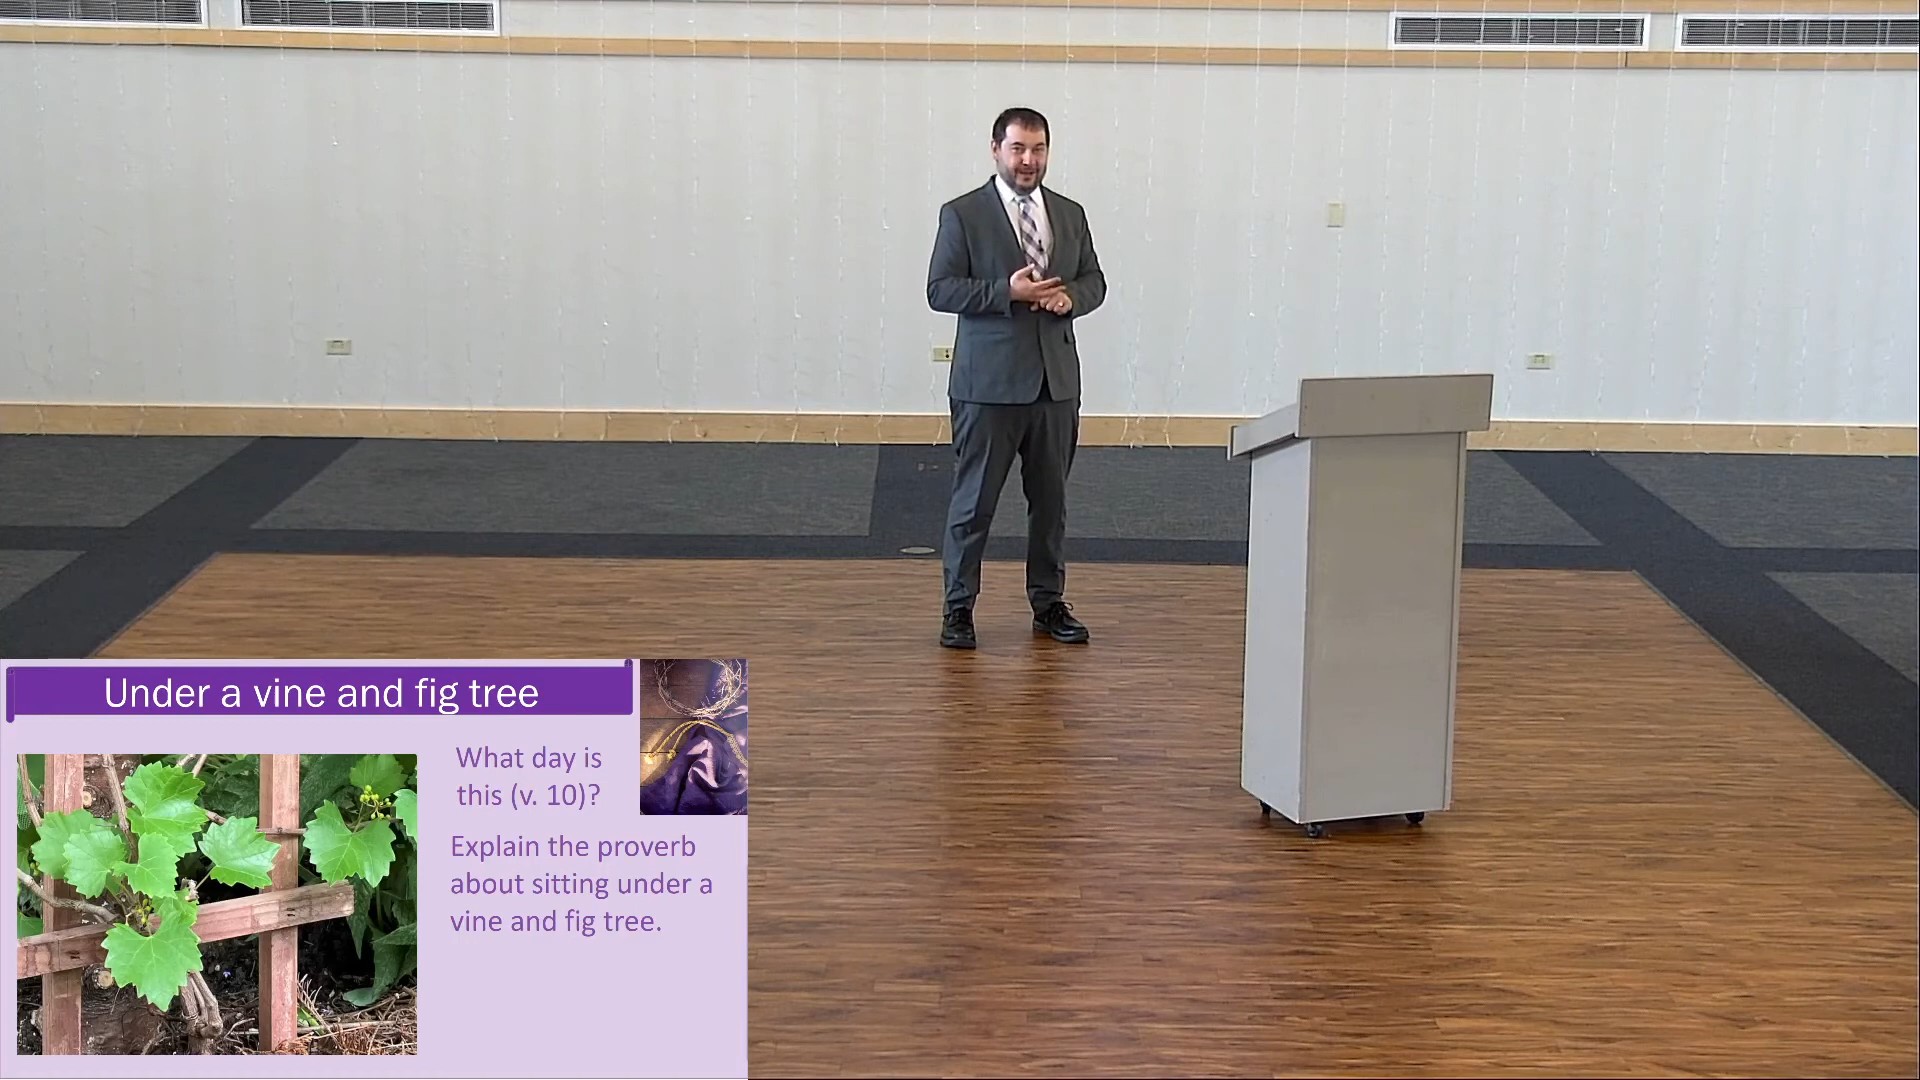 Under a vine and fig tree
What day is
this (v. 10)?
Explain the proverb
about sitting under a
vine and fig tree.